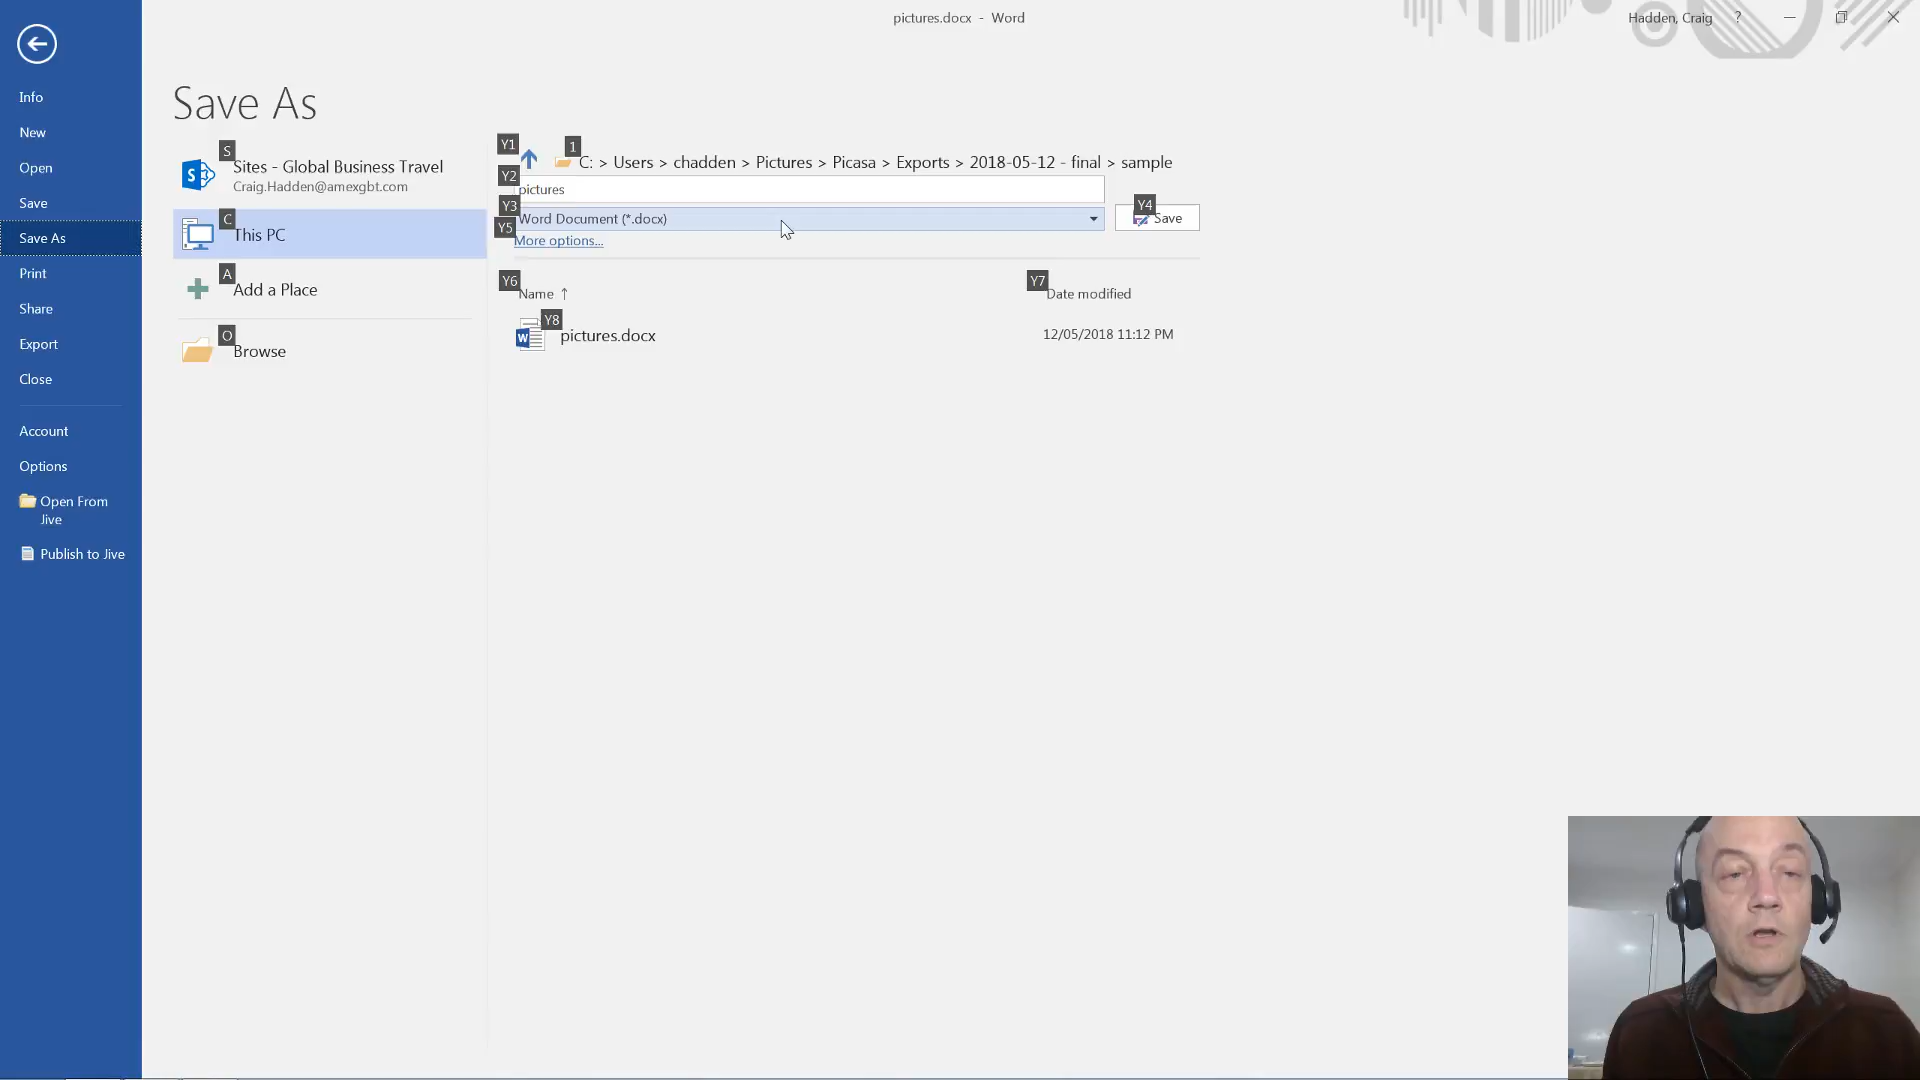 pictures.docx - Word
Hadden, Craig
?
Info
New
Open
Save
Save As
Print
Share
Export
Close
Account
Options
Open From
Jive
Publish to Jive
Save As
S
Sites - Global Business Travel
Craig.Hadden@amexgbt.com
C
This PC
A
Add a Place
O
Browse
Y1
1
C: > Users > chadden > Pictures > Picasa > Exports > 2018-05-12 - final > sample
Y2
pictures
Y3
Word Document (*.docx)
Y4
Save
Y5
More options...
Y6
Name ↑
Y7
Date modified
Y8
W
pictures.docx
12/05/2018 11:12 PM